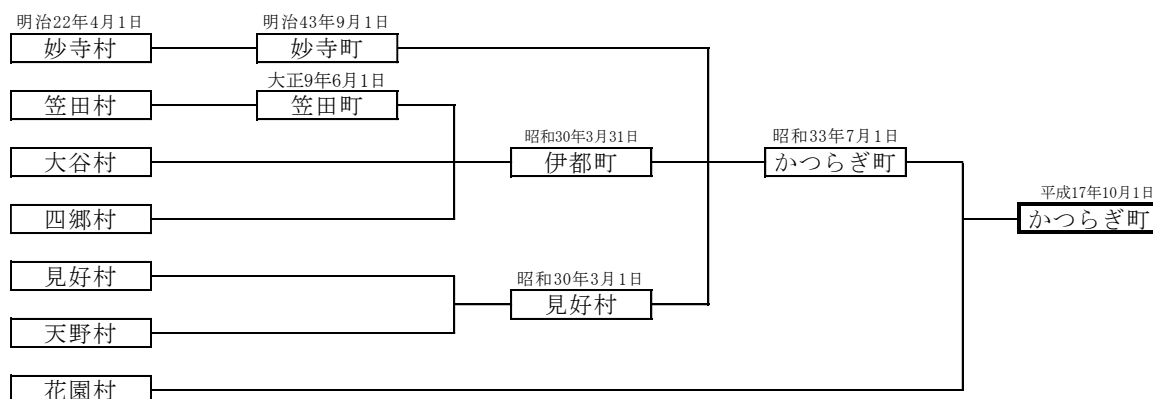 明治22年4月1日
明治43年9月1日
妙寺村
妙寺町
大正9年6月1日
笠田村
笠田町
昭和30年3月31日
昭和33年7月1日
大谷村
伊都町
かつらぎ町
平成17年10月1日
四郷村
かつらぎ町
見好村
昭和30年3月1日
見好村
天野村
花園村